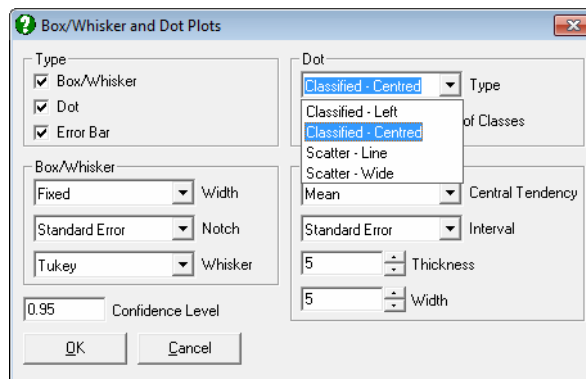 Box/Whisker and Dot Plots
Type
Box/Whisker
Dot
Error Bar
Dot
Classified - Centred
Type
Classified - Left
Classified - Centred
Scatter - Line
Scatter - Wide
of Classes
Box/Whisker
Fixed
Width
Standard Error
Notch
Tukey
Whisker
Mean
Central Tendency
Standard Error
Interval
5
Thickness
5
Width
0.95
Confidence Level
OK
Cancel